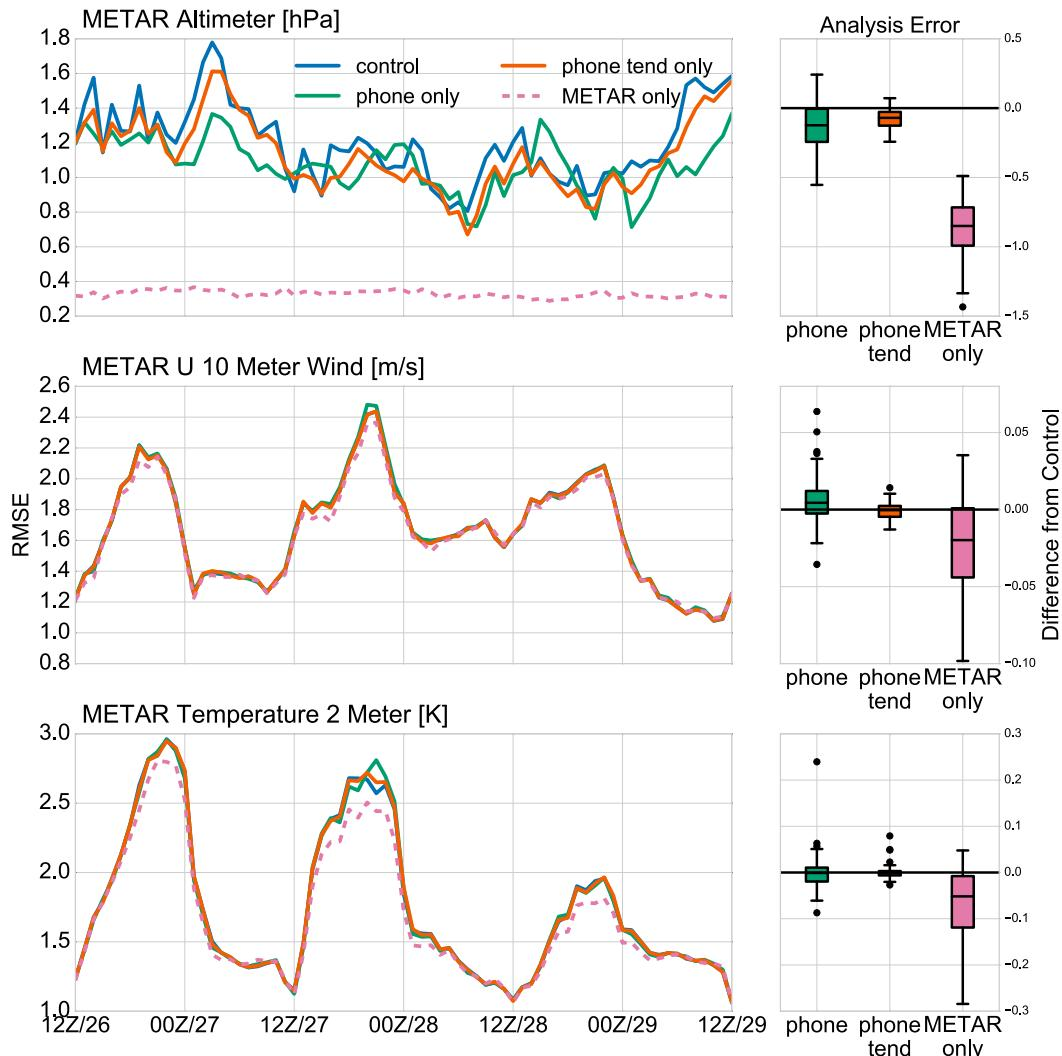 METAR Altimeter [hPa]
Analysis Error
1.8
1.6
1.4
1.2
1.0
0.8
0.6
0.4
0.2
control
phone only
phone tend only
METAR only
0.5
0.0
−0.5
−1.0
−1.5
phone
phone
tend
METAR
only
METAR U 10 Meter Wind [m/s]
2.6
2.4
2.2
2.0
1.8
1.6
1.4
1.2
1.0
0.8
RMSE
0.05
0.00
−0.05
−0.10
Difference from Control
phone
phone
tend
METAR
only
METAR Temperature 2 Meter [K]
3.0
2.5
2.0
1.5
1.0
12Z/26
00Z/27
12Z/27
00Z/28
12Z/28
00Z/29
12Z/29
0.3
0.2
0.1
0.0
−0.1
−0.2
−0.3
phone
phone
tend
METAR
only